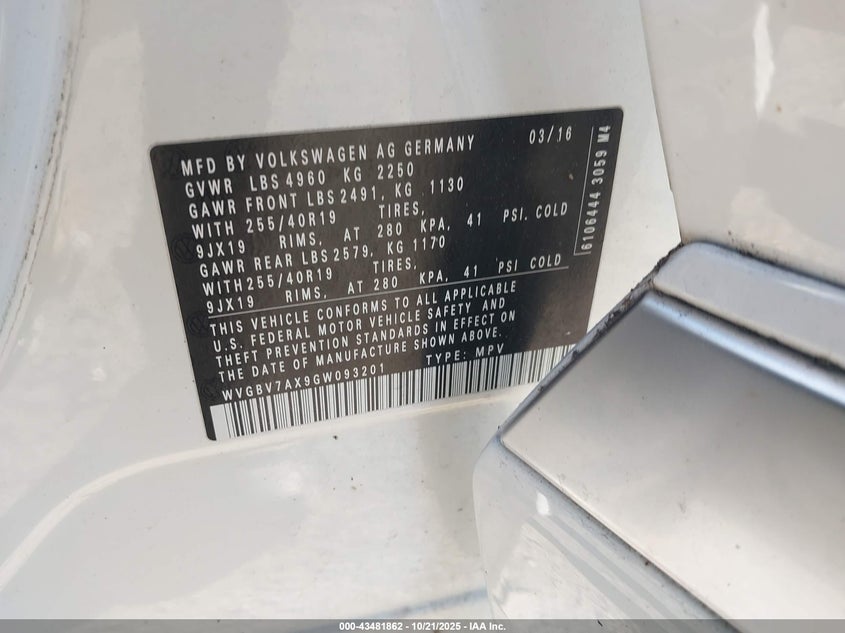 MFD BY VOLKSWAGEN AG GERMANY 03/16
GVWR LBS 4960 KG 2250
GAWR FRONT LBS 2491, KG 1130
WITH 255/40R19 TIRES,
9JX19 RIMS, AT 280 KPA, 41 PSI. COLD
GAWR REAR LBS 2579, KG 1170
WITH 255/40R19 TIRES,
9JX19 RIMS, AT 280 KPA, 41 PSI COLD
THIS VEHICLE CONFORMS TO ALL APPLICABLE
U.S. FEDERAL MOTOR VEHICLE SAFETY AND
THEFT PREVENTION STANDARDS IN EFFECT ON
THE DATE OF MANUFACTURE SHOWN ABOVE.
WVGBV7AX9GW093201 TYPE: MPV
6106444 3059 M4
000-43481862 - 10/21/2025 - IAA Inc.